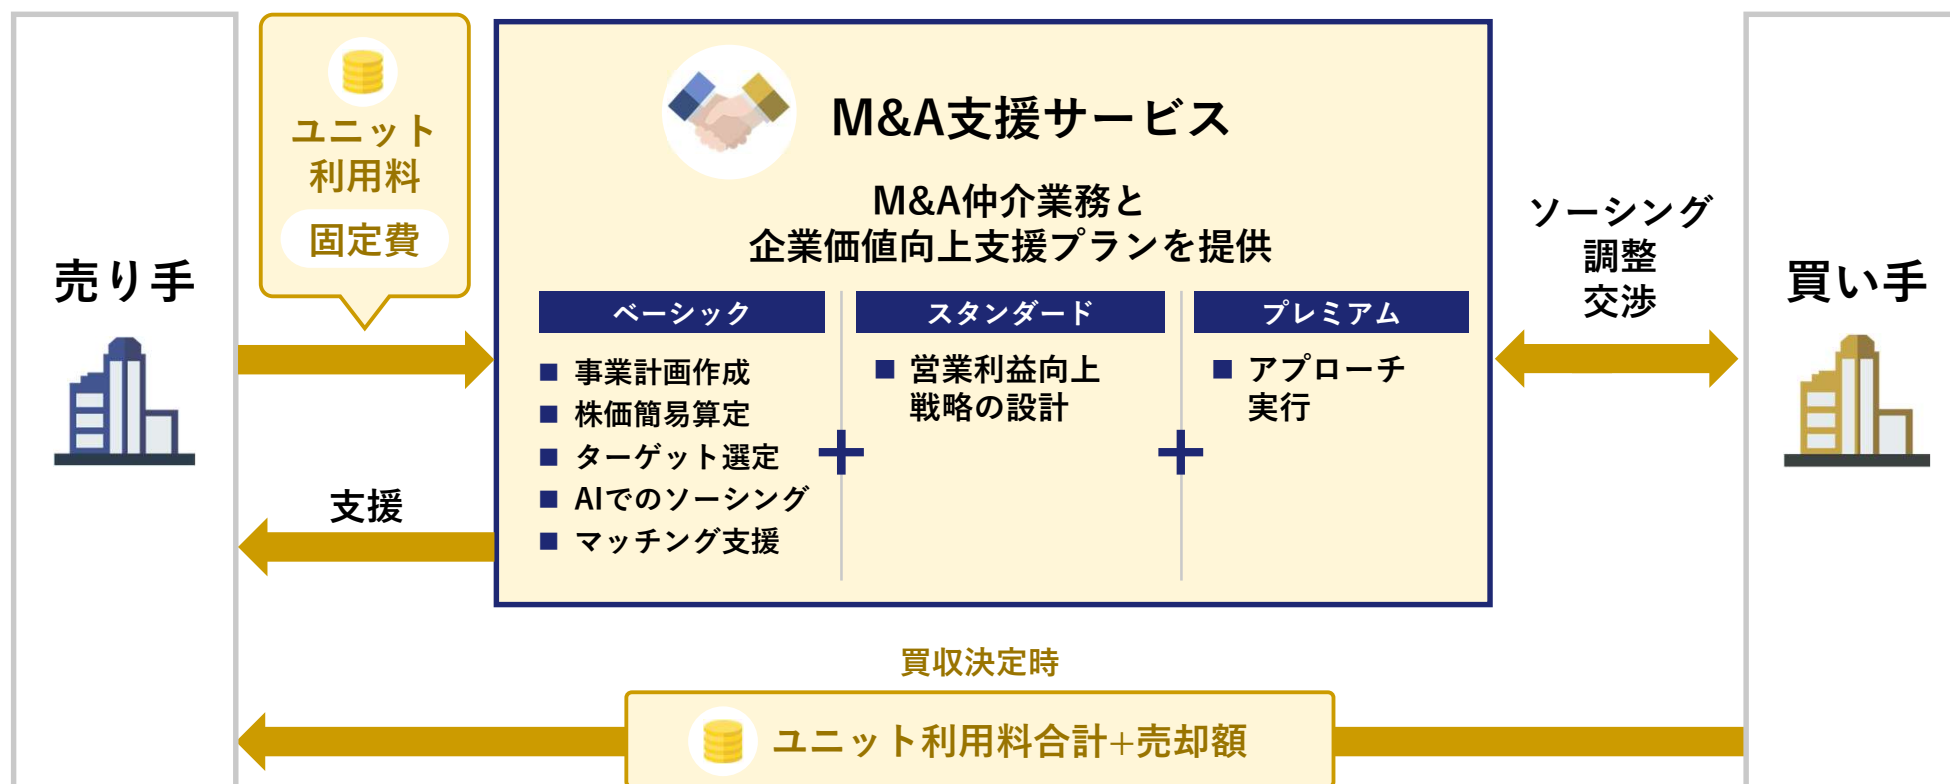 売り手
ユニット
利用料
固定費
支援
M&A支援サービス
M&A仲介業務と
企業価値向上支援プランを提供
ベーシック
■ 事業計画作成
■ 株価簡易算定
■ ターゲット選定
■ AIでのソーシング
■ マッチング支援
+
スタンダード
■ 営業利益向上
戦略の設計
+
プレミアム
■ アプローチ
実行
ソーシング
調整
交渉
買い手
買収決定時
ユニット利用料合計+売却額